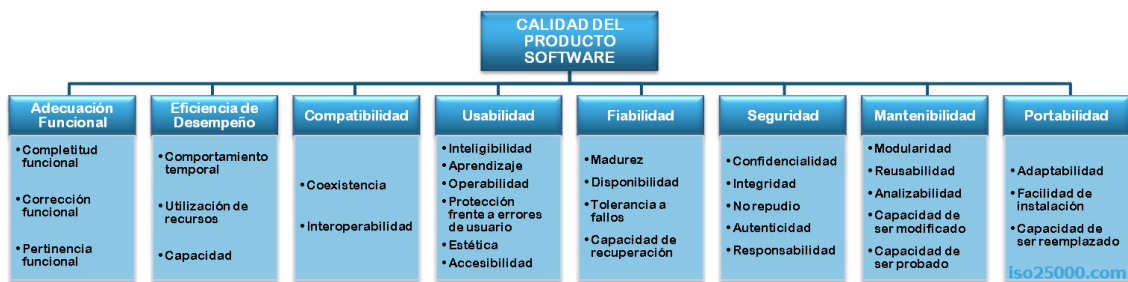 CALIDAD DEL
PRODUCTO
SOFTWARE
Adecuación
Funcional
• Completitud
funcional
• Corrección
funcional
• Pertinencia
funcional
Eficiencia de
Desempeño
• Comportamiento
temporal
• Utilización de
recursos
• Capacidad
Compatibilidad
• Coexistencia
• Interoperabilidad
Usabilidad
• Inteligibilidad
• Aprendizaje
• Operabilidad
• Protección
frente a errores
de usuario
• Estética
• Accesibilidad
Fiabilidad
• Madurez
• Disponibilidad
• Tolerancia a
fallos
• Capacidad de
recuperación
Seguridad
• Confidencialidad
• Integridad
• No repudio
• Autenticidad
• Responsabilidad
Mantenibilidad
• Modularidad
• Reusabilidad
• Analizabilidad
• Capacidad de
ser modificado
• Capacidad de
ser probado
Portabilidad
• Adaptabilidad
• Facilidad de
instalación
• Capacidad de
ser reemplazado
iso25000.com